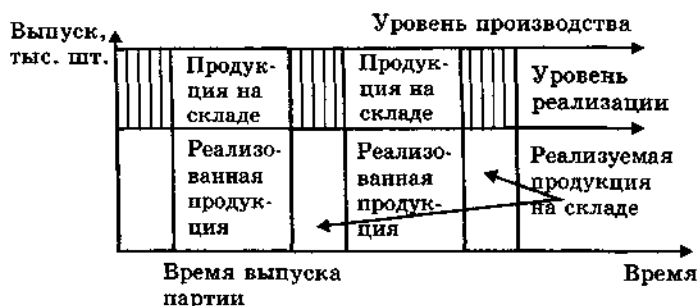 Выпуск,
тыс. шт.
Уровень производства
Продук-
ция на
складе
Продук-
ция на
складе
Уровень
реализации
Реализо-
ванная
продук-
ция
Реализо-
ванная
продук-
ция
Реализуемая
продукция
на складе
Время выпуска
партии
Время